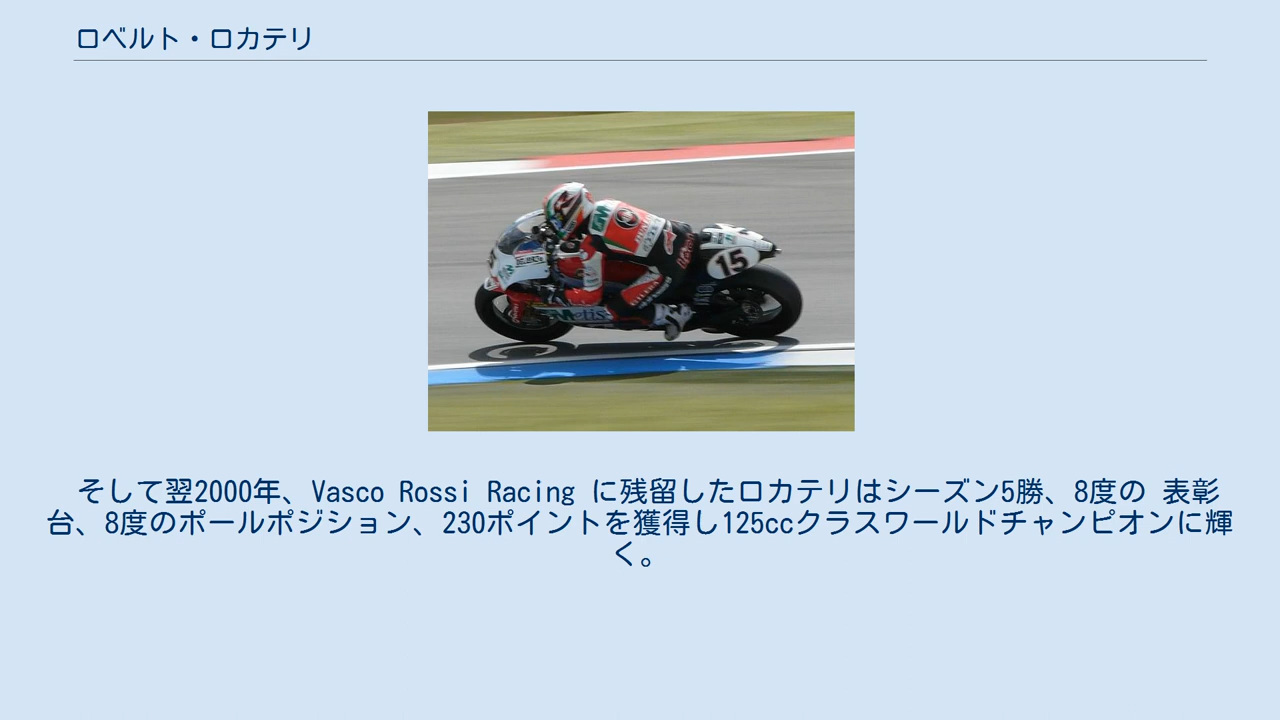 ロベルト・ロカテリ
15
Motis
そして翌2000年、Vasco Rossi Racing に残留したロカテリはシーズン5勝、8度の 表彰
台、8度のポールポジション、230ポイントを獲得し125ccクラスワールドチャンピオンに輝
く。